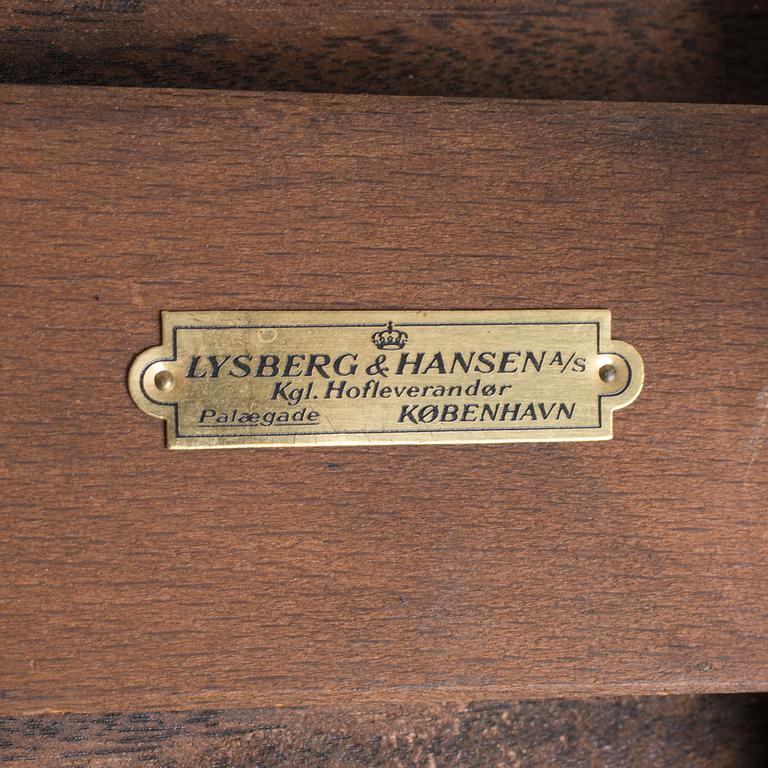 LYSBERG & HANSEN A/S
Kgl. Hofleverandør
Palægade KØBENHAVN